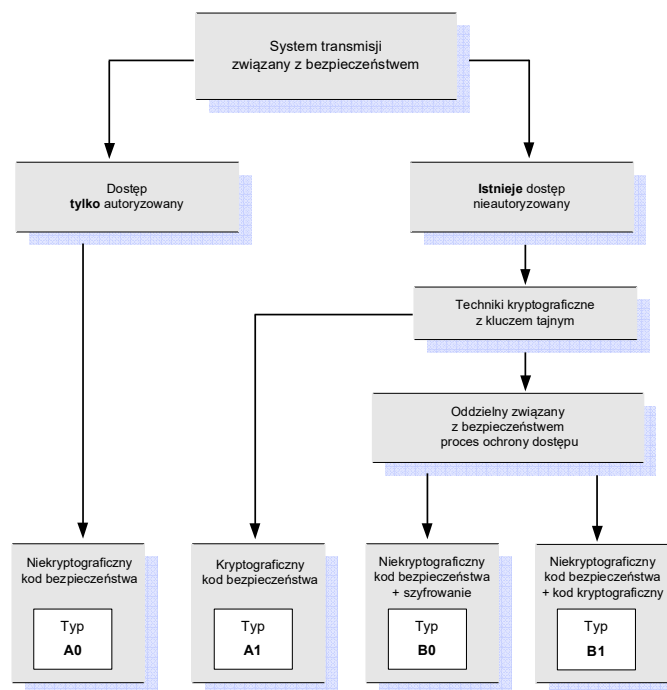 System transmisji
związany z bezpieczeństwem
Dostęp
tylko autoryzowany
Istnieje dostęp
nieautoryzowany
Techniki kryptograficzne
z kluczem tajnym
Oddzielny związany
z bezpieczeństwem
proces ochrony dostępu
Niekryptograficzny
kod bezpieczeństwa
Typ
A0
Kryptograficzny
kod bezpieczeństwa
Typ
A1
Niekryptograficzny
kod bezpieczeństwa
+ szyfrowanie
Typ
B0
Niekryptograficzny
kod bezpieczeństwa
+ kod kryptograficzny
Typ
B1